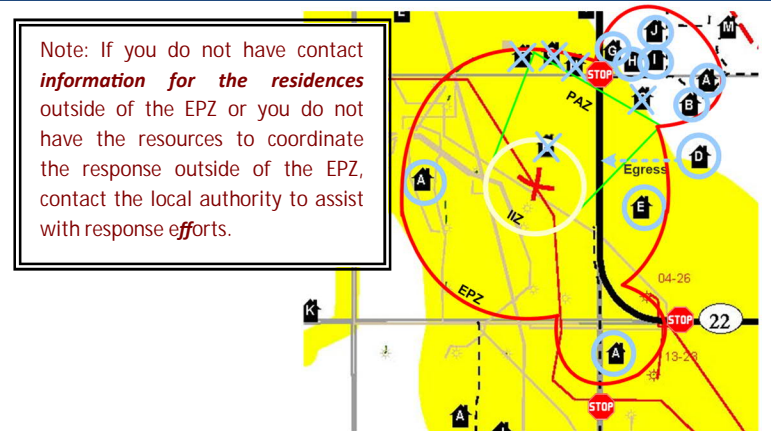 Note: If you do not have contact
information for the residences
outside of the EPZ or you do not
have the resources to coordinate
the response outside of the EPZ,
contact the local authority to assist
with response efforts.
J
M
G
H
I
STOP
A
B
PAZ
D
Egress
A
E
IIZ
EPZ
04-26
K
STOP
22
A
STOP
A